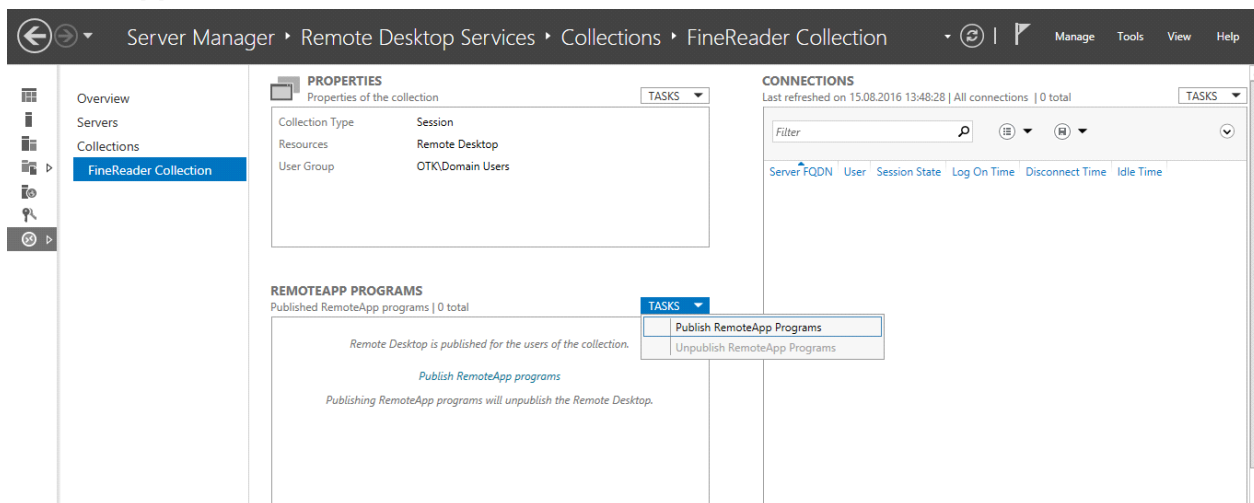 Server Manager ‣ Remote Desktop Services ‣ Collections ‣ FineReader Collection
Manage Tools View Help
Overview
Servers
Collections
FineReader Collection
PROPERTIES
Properties of the collection
TASKS
Collection Type Session
Resources Remote Desktop
User Group OTK\Domain Users
REMOTEAPP PROGRAMS
Published RemoteApp programs | 0 total
TASKS
Publish RemoteApp Programs
Unpublish RemoteApp Programs
Remote Desktop is published for the users of the collection.
Publish RemoteApp programs
Publishing RemoteApp programs will unpublish the Remote Desktop.
CONNECTIONS
Last refreshed on 15.08.2016 13:48:28 | All connections | 0 total
TASKS
Filter
Server FQDN User Session State Log On Time Disconnect Time Idle Time